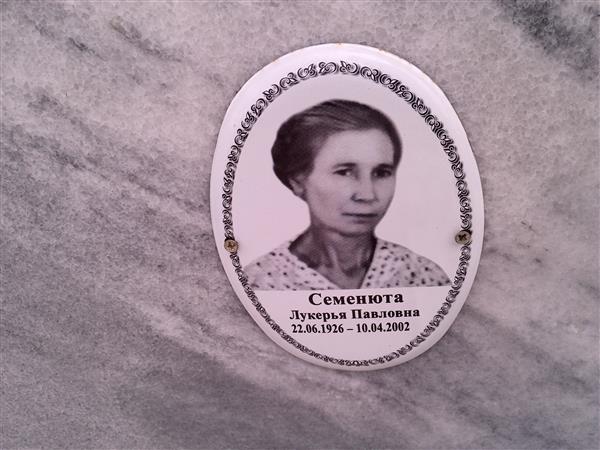 Семенюта
Лукерья Павловна
22.06.1926 – 10.04.2002